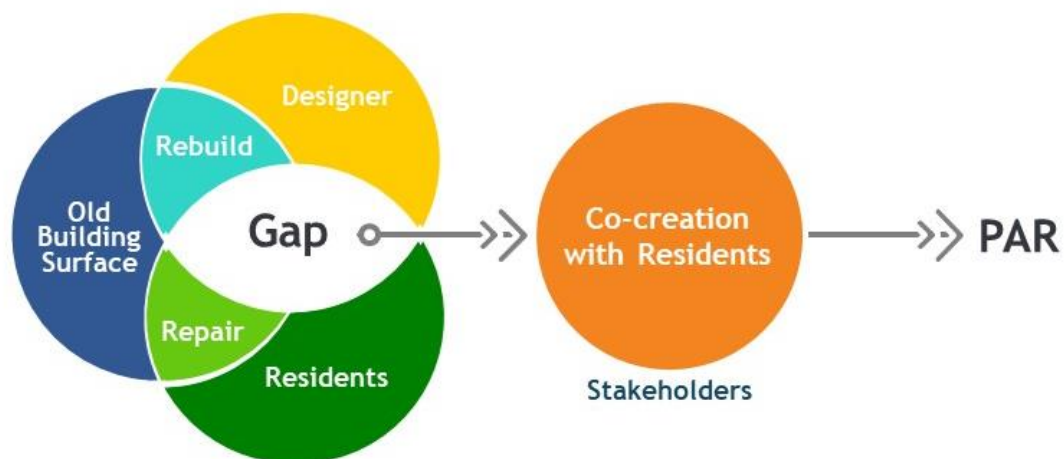 Designer
Rebuild
Old
Building
Surface
Gap
Repair
Residents
Co-creation
with Residents
Stakeholders
PAR